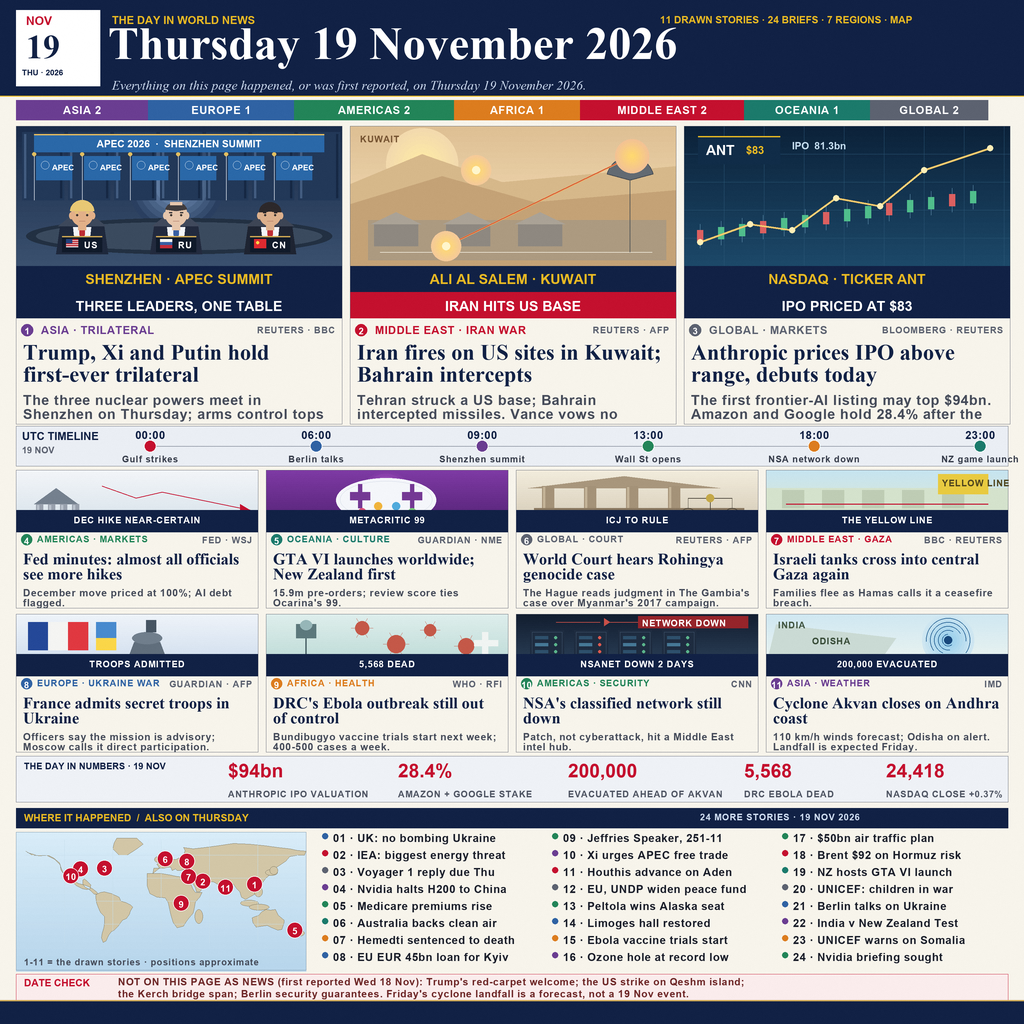 NOV
19
THU · 2026
THE DAY IN WORLD NEWS
11 DRAWN STORIES · 24 BRIEFS · 7 REGIONS · MAP
Thursday 19 November 2026
Everything on this page happened, or was first reported, on Thursday 19 November 2026.
ASIA 2
EUROPE 1
AMERICAS 2
AFRICA 1
MIDDLE EAST 2
OCEANIA 1
GLOBAL 2
APEC 2026 · SHENZHEN SUMMIT
APEC APEC APEC APEC APEC APEC
US RU CN
SHENZHEN · APEC SUMMIT
THREE LEADERS, ONE TABLE
1 ASIA · TRILATERAL REUTERS · BBC
Trump, Xi and Putin hold
first-ever trilateral
The three nuclear powers meet in
Shenzhen on Thursday; arms control tops
KUWAIT
ALI AL SALEM · KUWAIT
IRAN HITS US BASE
2 MIDDLE EAST · IRAN WAR REUTERS · AFP
Iran fires on US sites in Kuwait;
Bahrain intercepts
Tehran struck a US base; Bahrain
intercepted missiles. Vance vows no
ANT $83 IPO 81.3bn
NASDAQ · TICKER ANT
IPO PRICED AT $83
3 GLOBAL · MARKETS BLOOMBERG · REUTERS
Anthropic prices IPO above
range, debuts today
The first frontier-AI listing may top $94bn.
Amazon and Google hold 28.4% after the
UTC TIMELINE
19 NOV
00:00
Gulf strikes
06:00
Berlin talks
09:00
Shenzhen summit
13:00
Wall St opens
18:00
NSA network down
23:00
NZ game launch
DEC HIKE NEAR-CERTAIN
4 AMERICAS · MARKETS FED · WSJ
Fed minutes: almost all officials
see more hikes
December move priced at 100%; AI debt
flagged.
METACRITIC 99
5 OCEANIA · CULTURE GUARDIAN · NME
GTA VI launches worldwide;
New Zealand first
15.9m pre-orders; review score ties
Ocarina's 99.
ICJ TO RULE
6 GLOBAL · COURT REUTERS · AFP
World Court hears Rohingya
genocide case
The Hague reads judgment in The Gambia's
case over Myanmar's 2017 campaign.
YELLOW LINE
THE YELLOW LINE
7 MIDDLE EAST · GAZA BBC · REUTERS
Israeli tanks cross into central
Gaza again
Families flee as Hamas calls it a ceasefire
breach.
TROOPS ADMITTED
8 EUROPE · UKRAINE WAR GUARDIAN · AFP
France admits secret troops in
Ukraine
Officers say the mission is advisory;
Moscow calls it direct participation.
5,568 DEAD
9 AFRICA · HEALTH WHO · RFI
DRC's Ebola outbreak still out
of control
Bundibugyo vaccine trials start next week;
400-500 cases a week.
NETWORK DOWN
NSANET DOWN 2 DAYS
10 AMERICAS · SECURITY CNN
NSA's classified network still
down
Patch, not cyberattack, hit a Middle East
intel hub.
INDIA
ODISHA
200,000 EVACUATED
11 ASIA · WEATHER IMD
Cyclone Akvan closes on Andhra
coast
110 km/h winds forecast; Odisha on alert.
Landfall is expected Friday.
THE DAY IN NUMBERS · 19 NOV
$94bn
ANTHROPIC IPO VALUATION
28.4%
AMAZON + GOOGLE STAKE
200,000
EVACUATED AHEAD OF AKVAN
5,568
DRC EBOLA DEAD
24,418
NASDAQ CLOSE +0.37%
WHERE IT HAPPENED / ALSO ON THURSDAY
24 MORE STORIES · 19 NOV 2026
10 4 3 6 8 7 2 11 1 9 5
1-11 = the drawn stories · positions approximate
01 · UK: no bombing Ukraine
02 · IEA: biggest energy threat
03 · Voyager 1 reply due Thu
04 · Nvidia halts H200 to China
05 · Medicare premiums rise
06 · Australia backs clean air
07 · Hemedti sentenced to death
08 · EU EUR 45bn loan for Kyiv
09 · Jeffries Speaker, 251-11
10 · Xi urges APEC free trade
11 · Houthis advance on Aden
12 · EU, UNDP widen peace fund
13 · Peltola wins Alaska seat
14 · Limoges hall restored
15 · Ebola vaccine trials start
16 · Ozone hole at record low
17 · $50bn air traffic plan
18 · Brent $92 on Hormuz risk
19 · NZ hosts GTA VI launch
20 · UNICEF: children in war
21 · Berlin talks on Ukraine
22 · India v New Zealand Test
23 · UNICEF warns on Somalia
24 · Nvidia briefing sought
DATE CHECK
NOT ON THIS PAGE AS NEWS (first reported Wed 18 Nov): Trump's red-carpet welcome; the US strike on Qeshm island;
the Kerch bridge span; Berlin security guarantees. Friday's cyclone landfall is a forecast, not a 19 Nov event.